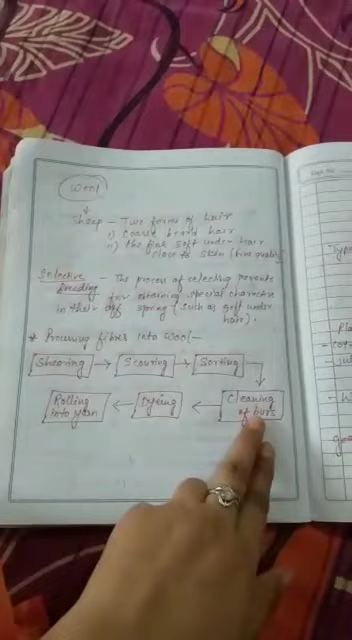 Wool
Sheep - Two forms of hair
i) Coarse beard hair
ii) The fine soft under hair
close to skin (fine quality)
Selective breeding - The process of selecting parents
for obtaining special characters
in their off spring (such as soft under
hair).
* Processing fibres into wool-
Shearing → Scouring → Sorting
Rolling into yarn ← Dyeing ← Cleaning of burs
Type